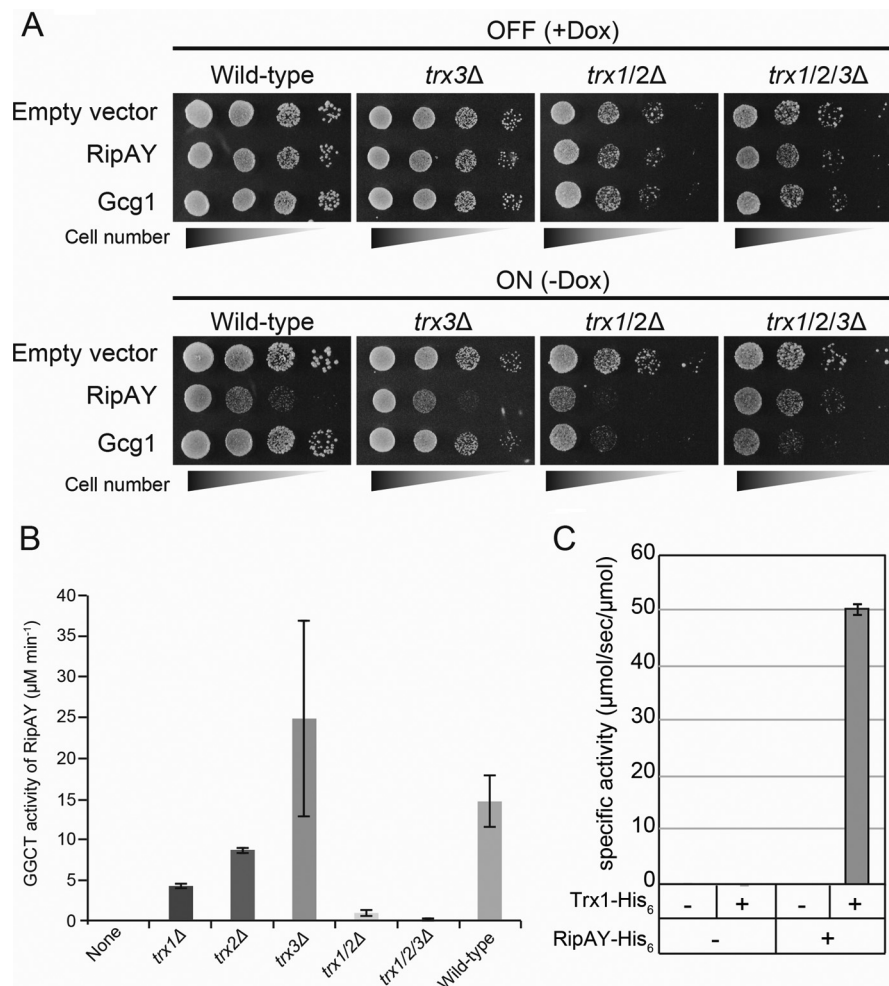 A
OFF (+Dox)
Wild-type trx3Δ trx1/2Δ trx1/2/3Δ
Empty vector
RipAY
Gcg1
Cell number
ON (-Dox)
Wild-type trx3Δ trx1/2Δ trx1/2/3Δ
Empty vector
RipAY
Gcg1
Cell number
B
GGCT activity of RipAY (µM min⁻¹)
40
35
30
25
20
15
10
5
0
None trx1Δ trx2Δ trx3Δ trx1/2Δ trx1/2/3Δ Wild-type
C
specific activity (µmol/sec/µmol)
60
50
40
30
20
10
0
Trx1-His₆ - + - +
RipAY-His₆ - +